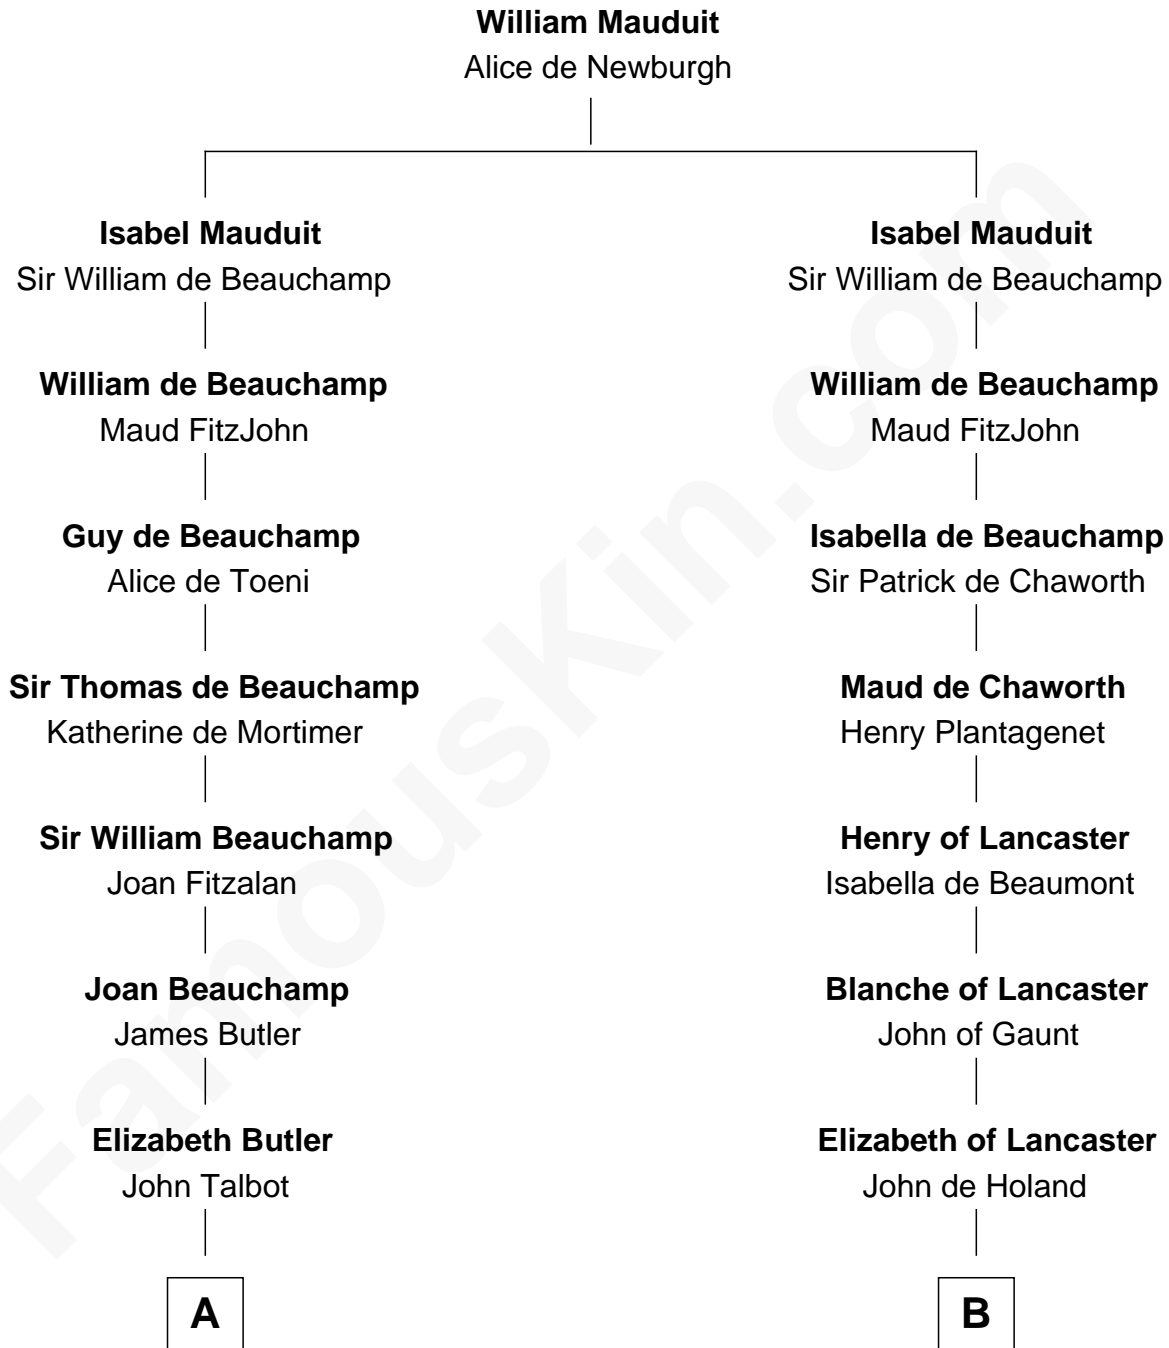 William Mauduit
Alice de Newburgh
Isabel Mauduit
Sir William de Beauchamp
Isabel Mauduit
Sir William de Beauchamp
William de Beauchamp
Maud FitzJohn
William de Beauchamp
Maud FitzJohn
Guy de Beauchamp
Alice de Toeni
Isabella de Beauchamp
Sir Patrick de Chaworth
Sir Thomas de Beauchamp
Katherine de Mortimer
Maud de Chaworth
Henry Plantagenet
Sir William Beauchamp
Joan Fitzalan
Henry of Lancaster
Isabella de Beaumont
Joan Beauchamp
James Butler
Blanche of Lancaster
John of Gaunt
Elizabeth Butler
John Talbot
Elizabeth of Lancaster
John de Holand
A
B
FamousKin.com